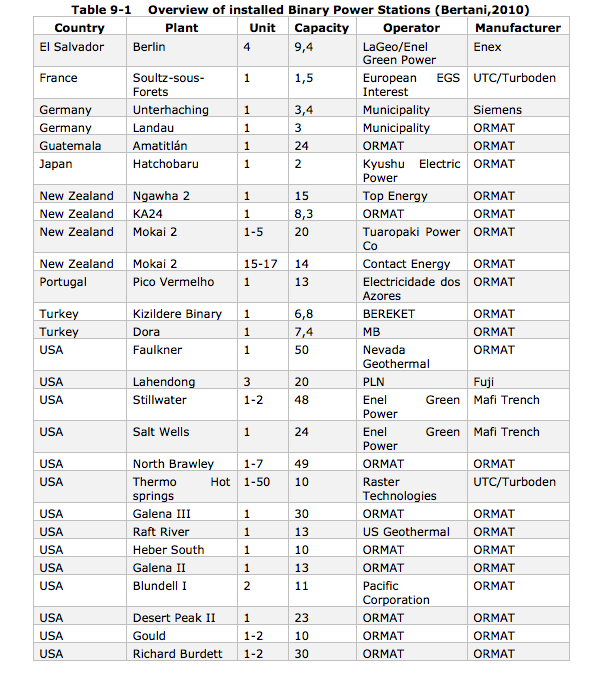 Table 9-1 Overview of installed Binary Power Stations (Bertani,2010)
Country Plant Unit Capacity Operator Manufacturer
El Salvador Berlin 4 9,4 LaGeo/Enel Enex
Green Power
France Soultz-sous- 1 1,5 European EGS UTC/Turboden
Forets Interest
Germany Unterhaching 1 3,4 Municipality Siemens
Germany Landau 1 3 Municipality ORMAT
Guatemala Amatitlán 1 24 ORMAT ORMAT
Japan Hatchobaru 1 2 Kyushu Electric ORMAT
Power
New Zealand Ngawha 2 1 15 Top Energy ORMAT
New Zealand KA24 1 8,3 ORMAT ORMAT
New Zealand Mokai 2 1-5 20 Tuaropaki Power ORMAT
Co
New Zealand Mokai 2 15-17 14 Contact Energy ORMAT
Portugal Pico Vermelho 1 13 Electricidade dos ORMAT
Azores
Turkey Kizildere Binary 1 6,8 BEREKET ORMAT
Turkey Dora 1 7,4 MB ORMAT
USA Faulkner 1 50 Nevada ORMAT
Geothermal
USA Lahendong 3 20 PLN Fuji
USA Stillwater 1-2 48 Enel Green Mafi Trench
Power
USA Salt Wells 1 24 Enel Green Mafi Trench
Power
USA North Brawley 1-7 49 ORMAT ORMAT
USA Thermo Hot 1-50 10 Raster UTC/Turboden
springs Technologies
USA Galena III 1 30 ORMAT ORMAT
USA Raft River 1 13 US Geothermal ORMAT
USA Heber South 1 10 ORMAT ORMAT
USA Galena II 1 13 ORMAT ORMAT
USA Blundell I 2 11 Pacific ORMAT
Corporation
USA Desert Peak II 1 23 ORMAT ORMAT
USA Gould 1-2 10 ORMAT ORMAT
USA Richard Burdett 1-2 30 ORMAT ORMAT